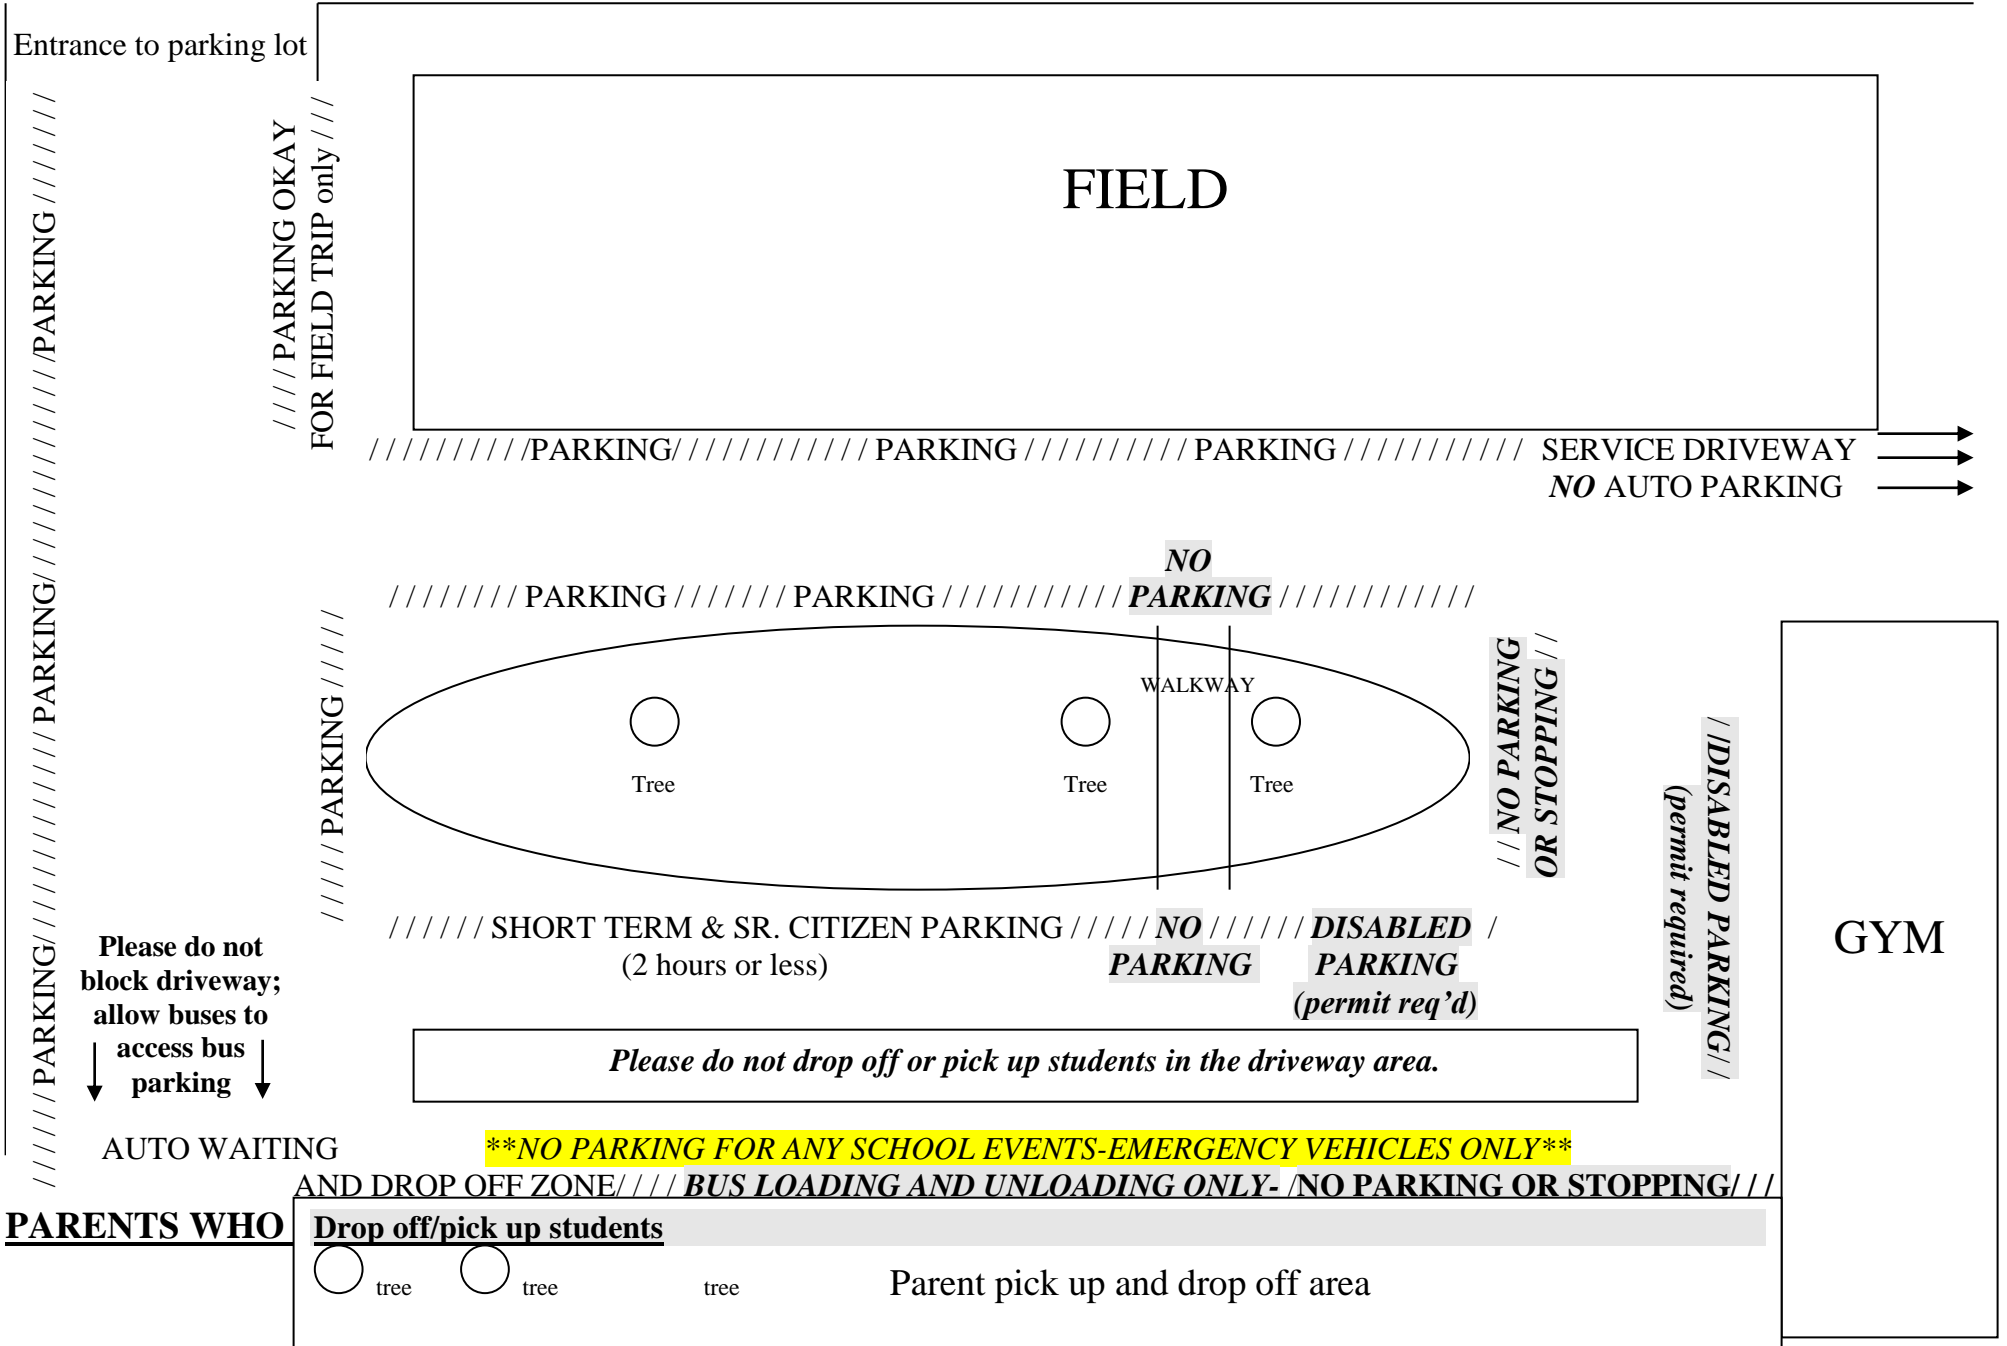 Entrance to parking lot
/ / / / / / PARKING/ / / / / / / / / / / / / PARKING/ / / / / / / / / / / / /PARKING / / / / / / /
/ / / / PARKING OKAY
FOR FIELD TRIP only / / /
FIELD
/ / / / / / / / / /PARKING/ / / / / / / / / / / / PARKING / / / / / / / / / / PARKING / / / / / / / / / / / SERVICE DRIVEWAY
NO AUTO PARKING
NO
/ / / / / / / / PARKING / / / / / / / PARKING / / / / / / / / / / / PARKING / / / / / / / / / / / /
/ / / / / PARKING / / / / /
WALKWAY
Tree
Tree
Tree
/ / NO PARKING
OR STOPPING/ /
/ /DISABLED PARKING/ /
(permit required)
GYM
/ / / / / / SHORT TERM & SR. CITIZEN PARKING / / / / / NO / / / / / / DISABLED /
(2 hours or less) PARKING PARKING
(permit req’d)
Please do not
block driveway;
allow buses to
access bus
parking
Please do not drop off or pick up students in the driveway area.
AUTO WAITING **NO PARKING FOR ANY SCHOOL EVENTS-EMERGENCY VEHICLES ONLY**
AND DROP OFF ZONE/ / / / BUS LOADING AND UNLOADING ONLY- /NO PARKING OR STOPPING/ / /
PARENTS WHO Drop off/pick up students
tree tree tree Parent pick up and drop off area